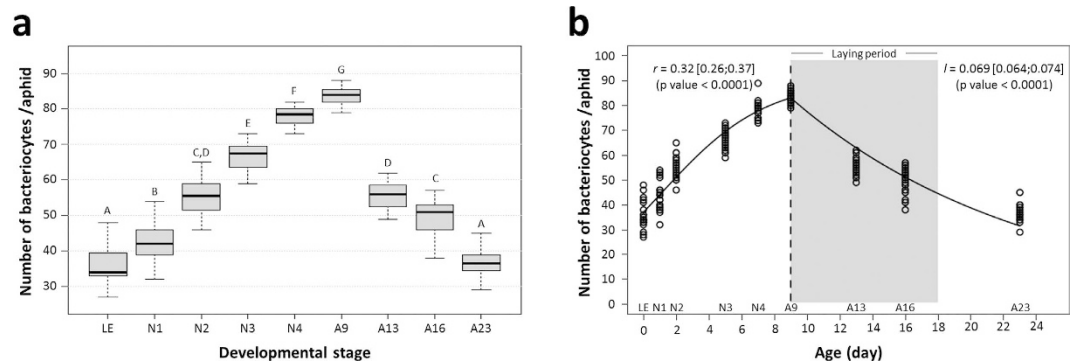 a
Number of bacteriocytes /aphid
90
80
70
60
50
40
30
A
B
C,D
E
F
G
D
C
A
LE N1 N2 N3 N4 A9 A13 A16 A23
Developmental stage
b
Number of bacteriocytes /aphid
100
90
80
70
60
50
40
30
20
10
0
Laying period
r = 0.32 [0.26;0.37]
(p value < 0.0001)
l = 0.069 [0.064;0.074]
(p value < 0.0001)
LE N1 N2 N3 N4 A9 A13 A16 A23
0 2 4 6 8 10 12 14 16 18 20 22 24
Age (day)